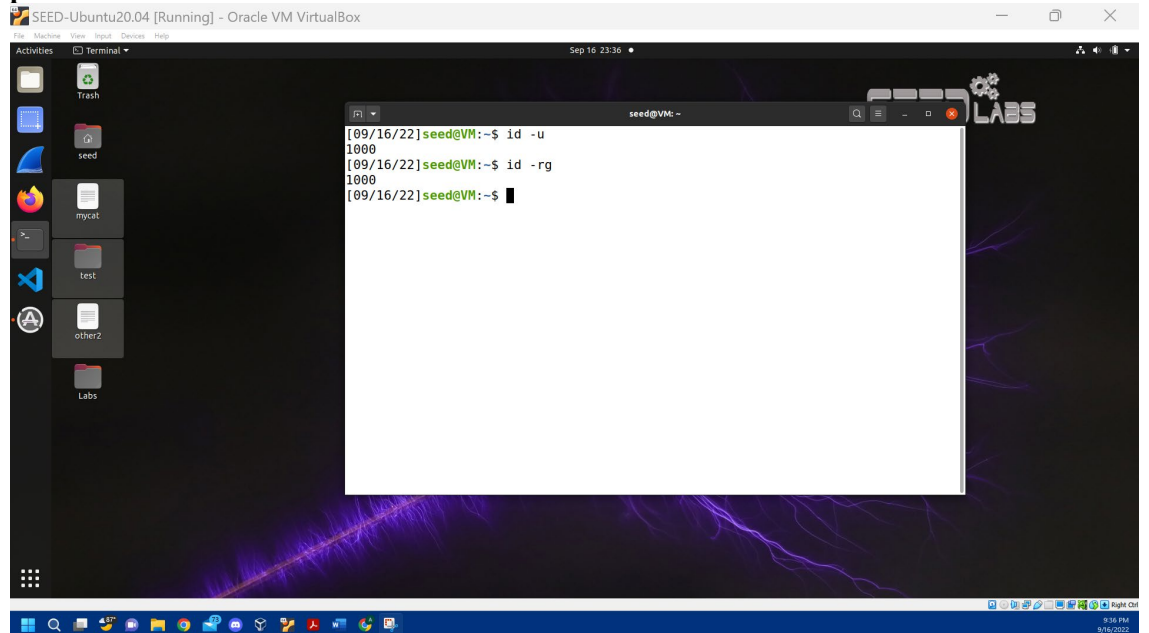 SEED-Ubuntu20.04 [Running] - Oracle VM VirtualBox
File Machine View Input Devices Help
Activities Terminal Sep 16 23:36
Trash
seed
mycat
test
other2
Labs
LABS
seed@VM: ~
[09/16/22]seed@VM:~$ id -u
1000
[09/16/22]seed@VM:~$ id -rg
1000
[09/16/22]seed@VM:~$
Right Ctrl
87°
9:36 PM
9/16/2022